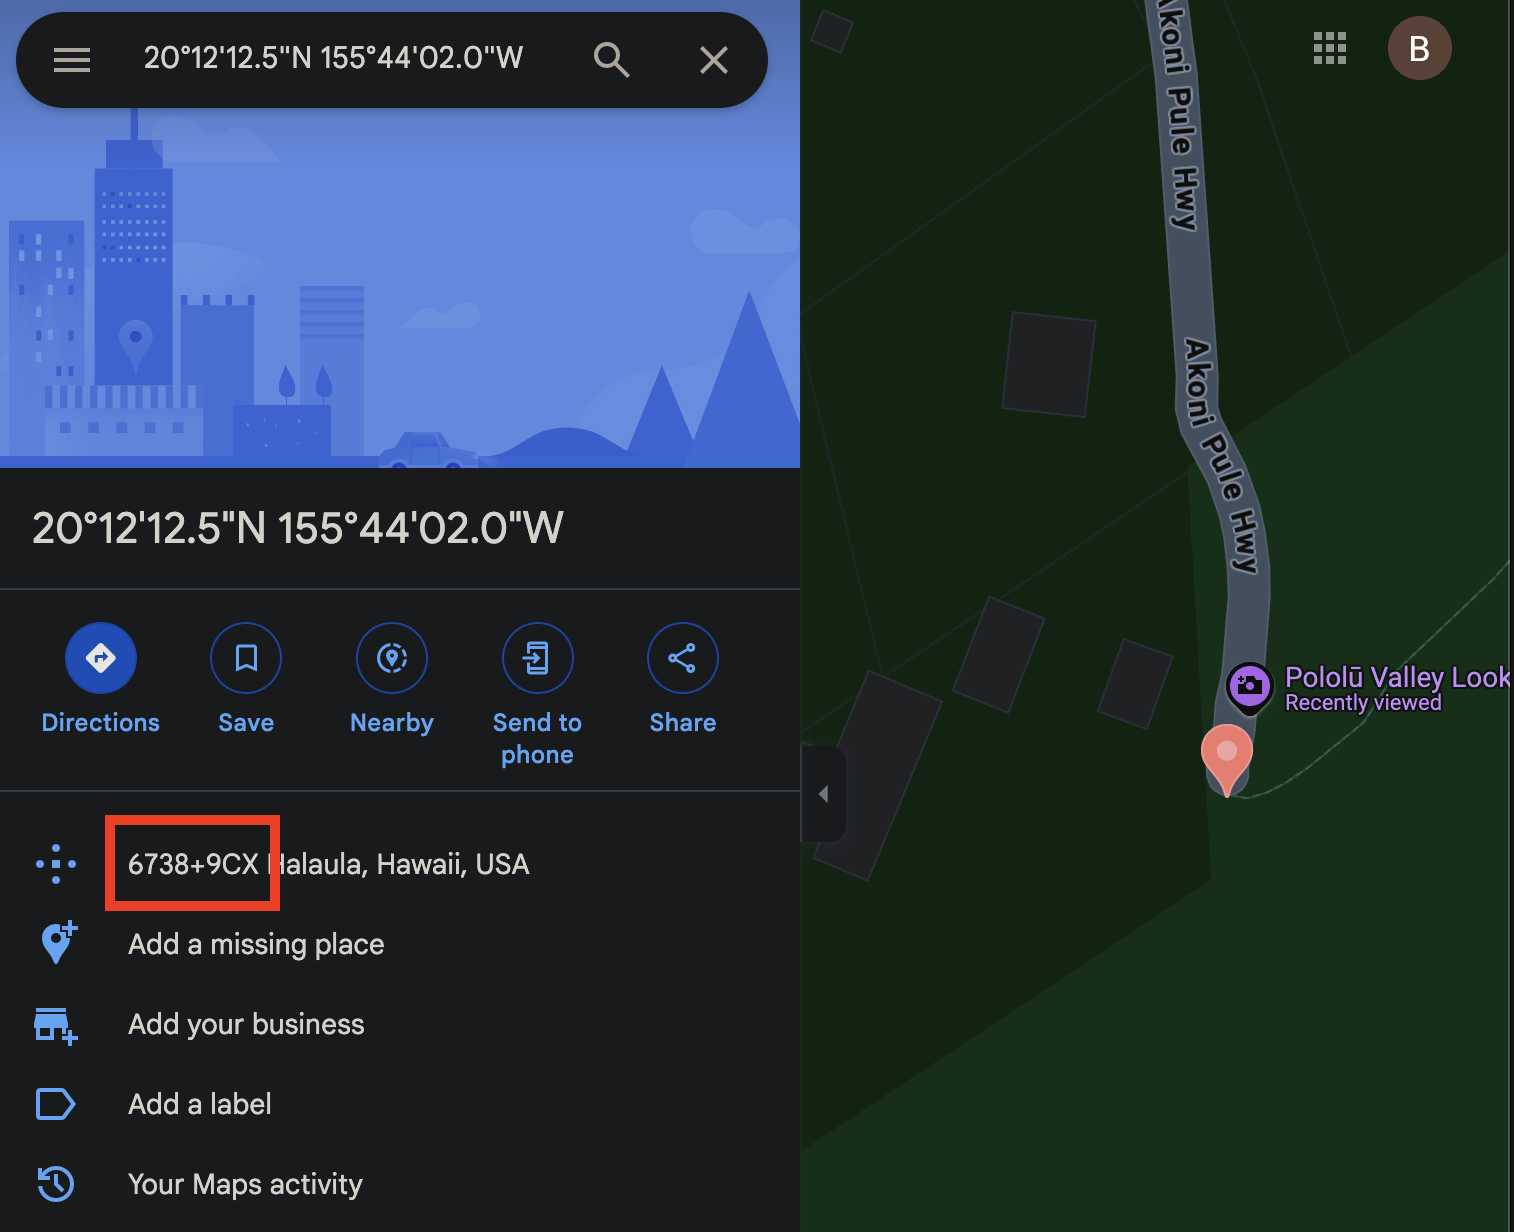 20°12'12.5"N 155°44'02.0"W
B
20°12'12.5"N 155°44'02.0"W
Directions
Save
Nearby
Send to
phone
Share
6738+9CX Halaula, Hawaii, USA
Add a missing place
Add your business
Add a label
Your Maps activity
Akoni Pule Hwy
Akoni Pule Hwy
Pololū Valley Look
Recently viewed